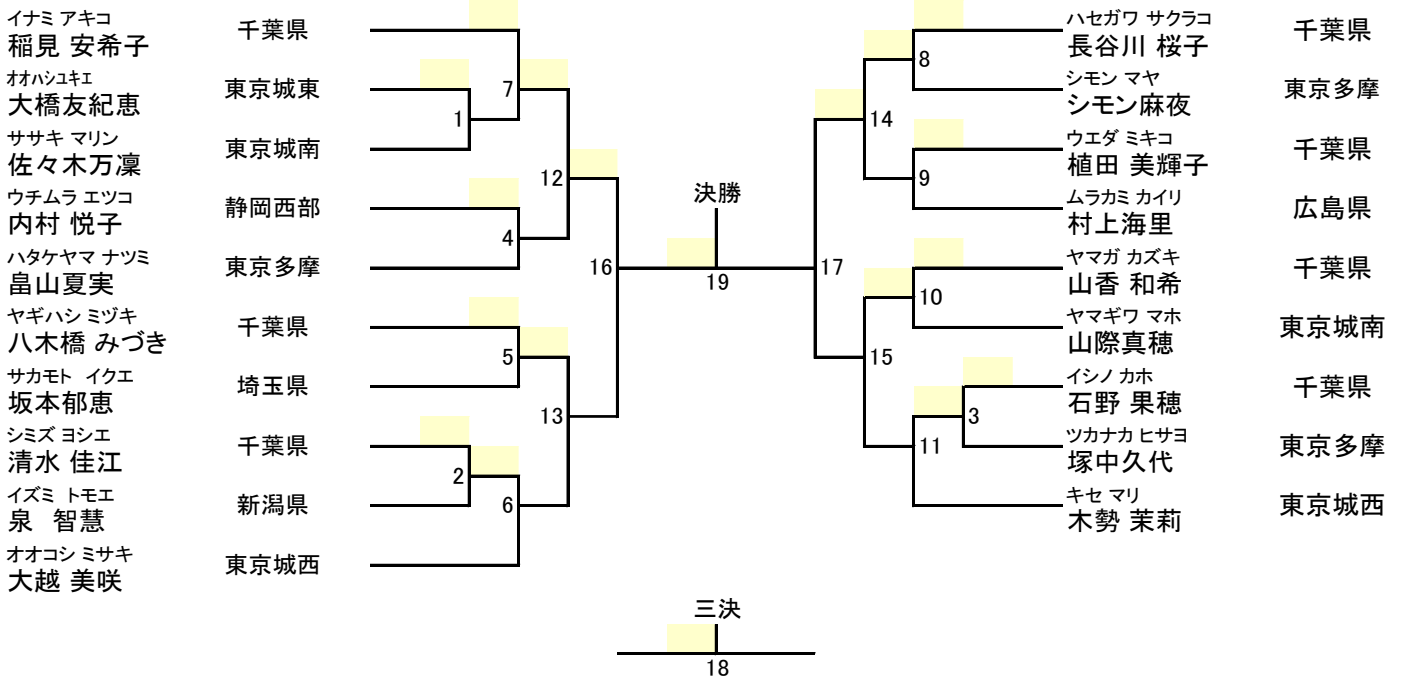 イナミ アキコ
稲見 安希子
千葉県
オオハシユキエ
大橋友紀恵
東京城東
ササキ マリン
佐々木万凜
東京城南
ウチムラ エツコ
内村 悦子
静岡西部
ハタケヤマ ナツミ
畠山夏実
東京多摩
ヤギハシ ミヅキ
八木橋 みづき
千葉県
サカモト イクエ
坂本郁恵
埼玉県
シミズ ヨシエ
清水 佳江
千葉県
イズミ トモエ
泉 智慧
新潟県
オオコシ ミサキ
大越 美咲
東京城西
7
1
12
4
16
5
13
2
6
決勝
19
三決
18
8
14
9
17
10
15
3
11
ハセガワ サクラコ
長谷川 桜子
千葉県
シモン マヤ
シモン麻夜
東京多摩
ウエダ ミキコ
植田 美輝子
千葉県
ムラカミ カイリ
村上海里
広島県
ヤマガ カズキ
山香 和希
千葉県
ヤマギワ マホ
山際真穂
東京城南
イシノ カホ
石野 果穂
千葉県
ツカナカ ヒサヨ
塚中久代
東京多摩
キセ マリ
木勢 茉莉
東京城西